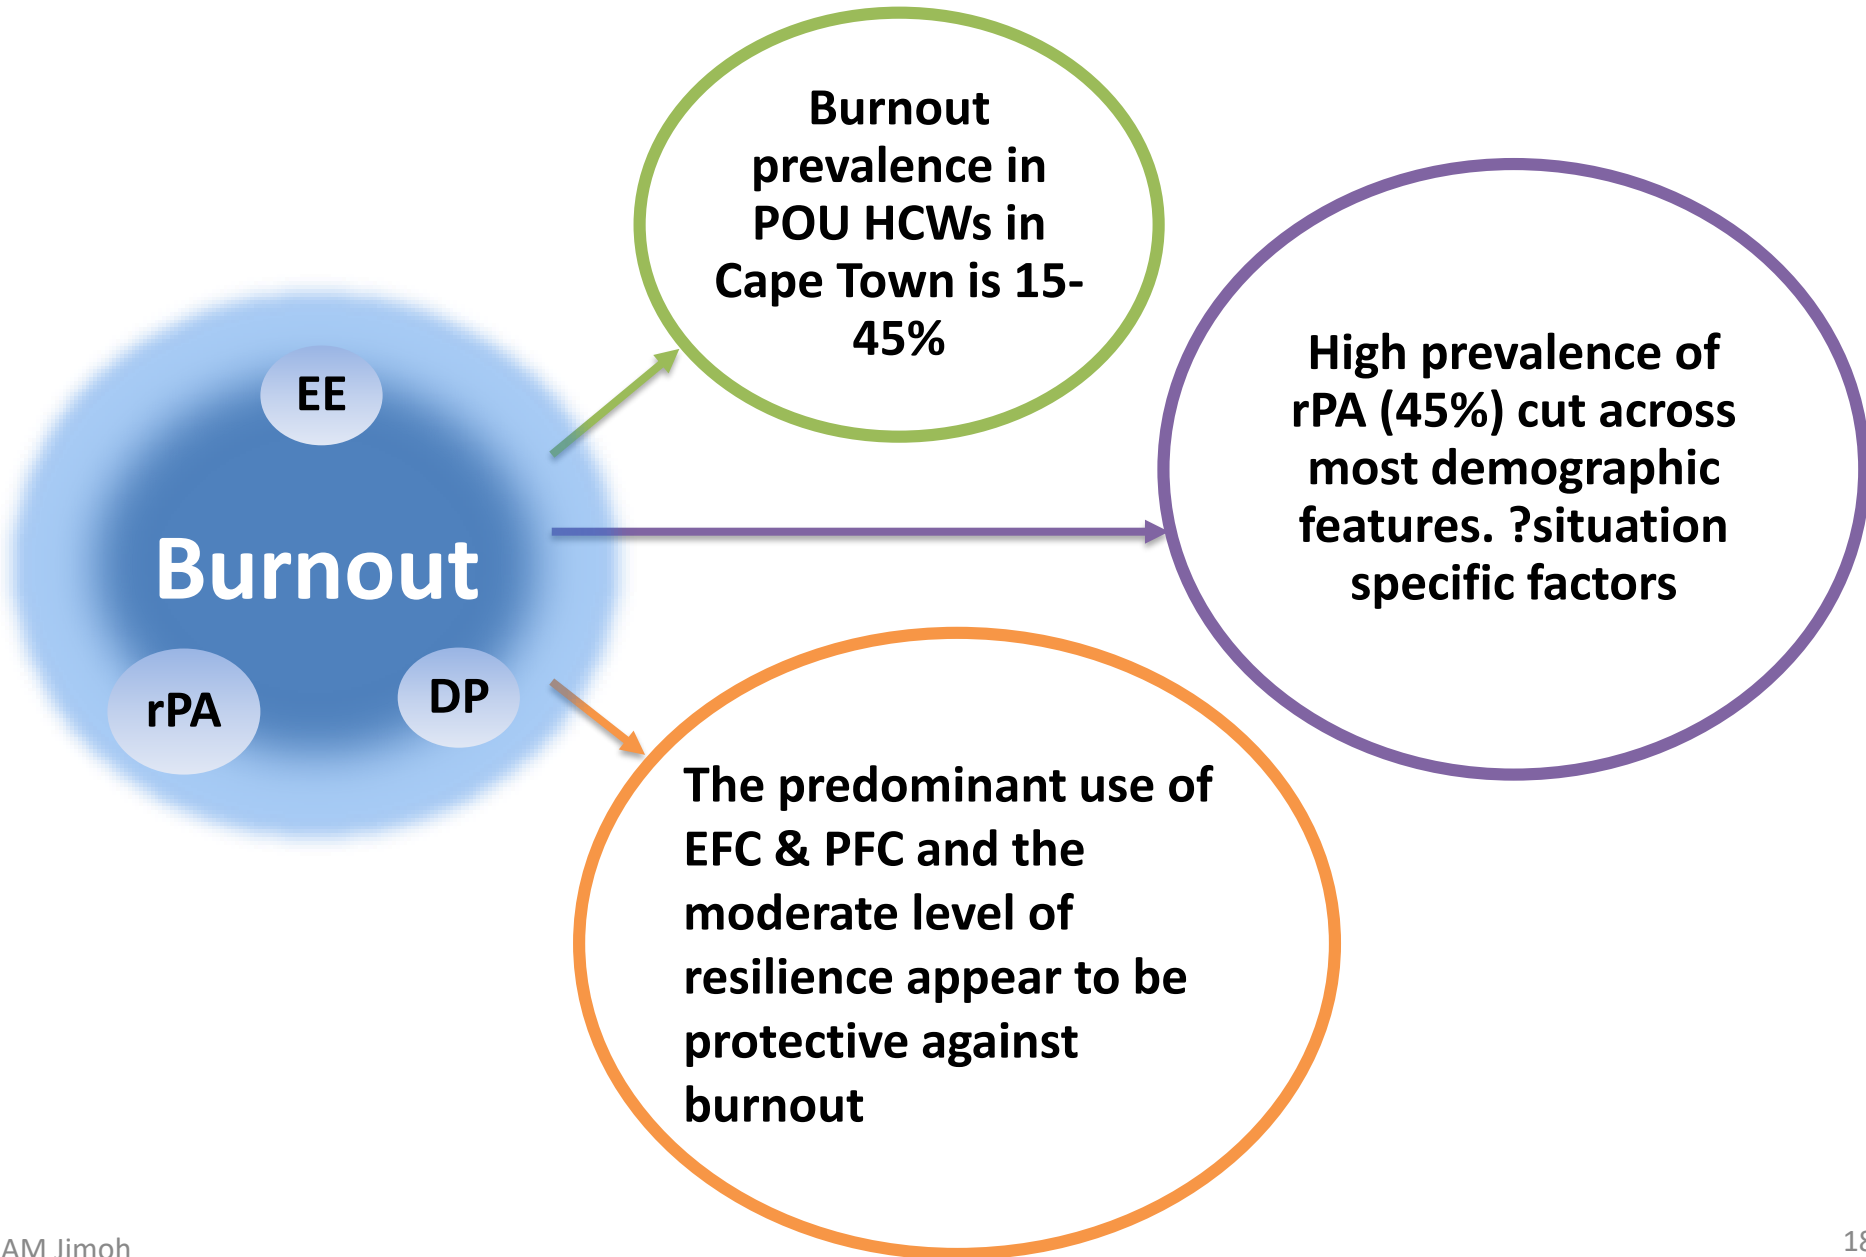 Burnout
prevalence in
POU HCWs in
Cape Town is 15-
45%
High prevalence of
rPA (45%) cut across
most demographic
features. ?situation
specific factors
EE
Burnout
rPA
DP
The predominant use of
EFC & PFC and the
moderate level of
resilience appear to be
protective against
burnout
AM Jimoh
18